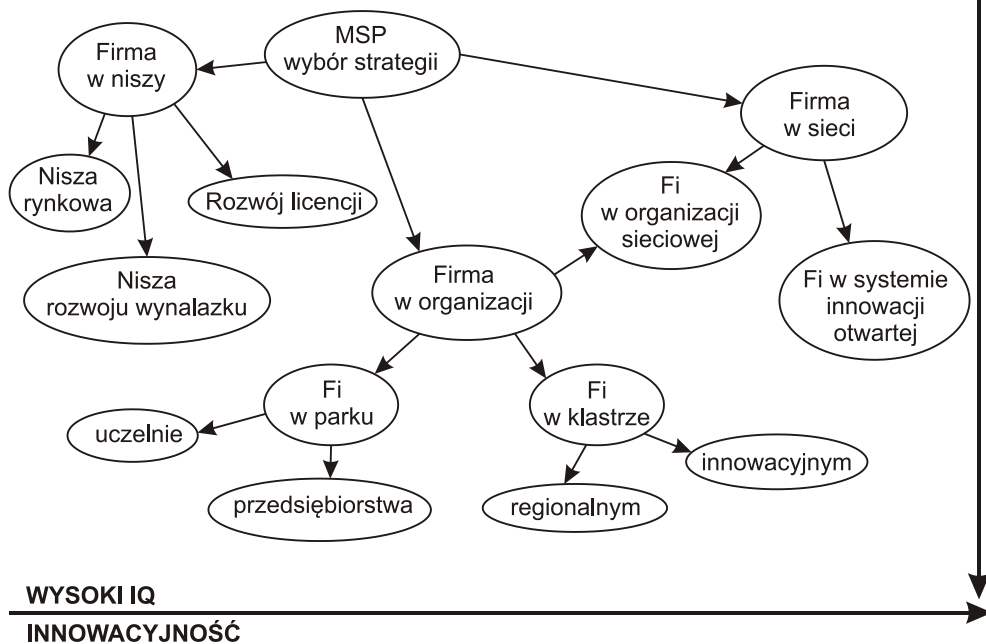 MSP
wybór strategii
Firma
w niszy
Firma
w sieci
Nisza
rynkowa
Rozwój licencji
Fi
w organizacji
sieciowej
Nisza
rozwoju wynalazku
Firma
w organizacji
Fi w systemie
innowacji
otwartej
Fi
w parku
Fi
w klastrze
uczelnie
innowacyjnym
przedsiębiorstwa
regionalnym
WYSOKI IQ
INNOWACYJNOŚĆ